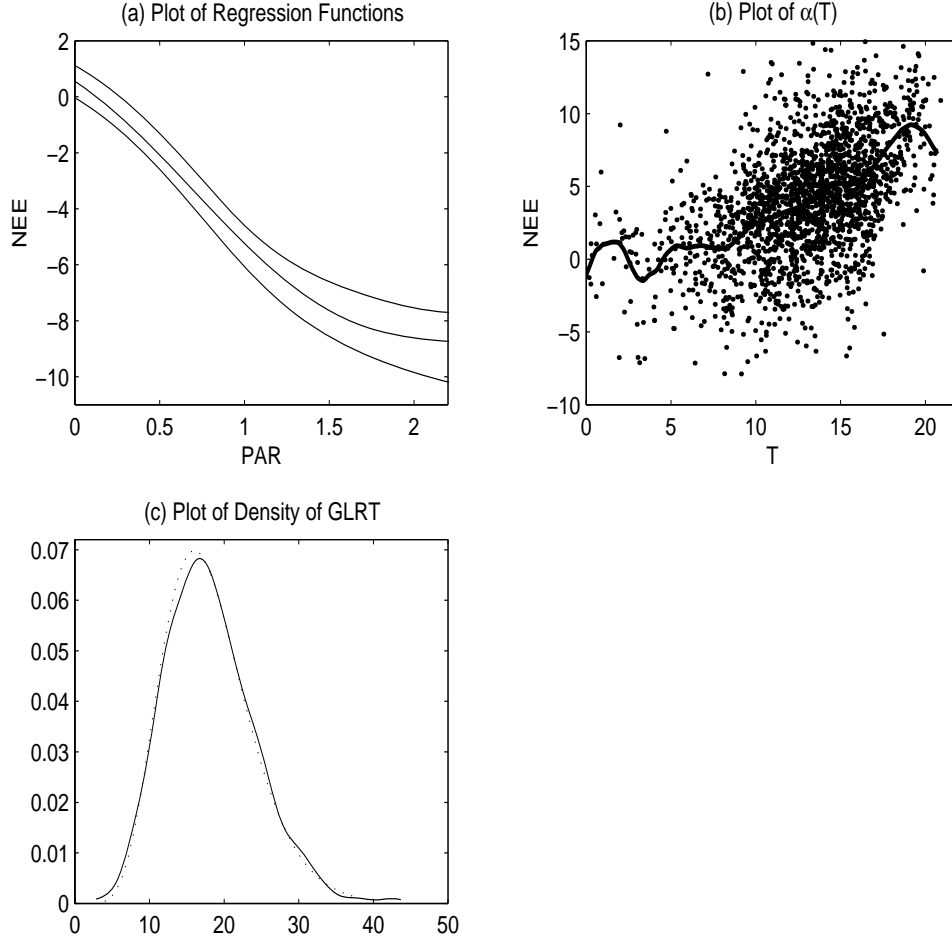 (a) Plot of Regression Functions
2
0
−2
−4
−6
−8
−10
NEE
0 0.5 1 1.5 2
PAR
(b) Plot of α(T)
15
10
5
0
−5
−10
NEE
0 5 10 15 20
T
(c) Plot of Density of GLRT
0.07
0.06
0.05
0.04
0.03
0.02
0.01
0
0 10 20 30 40 50